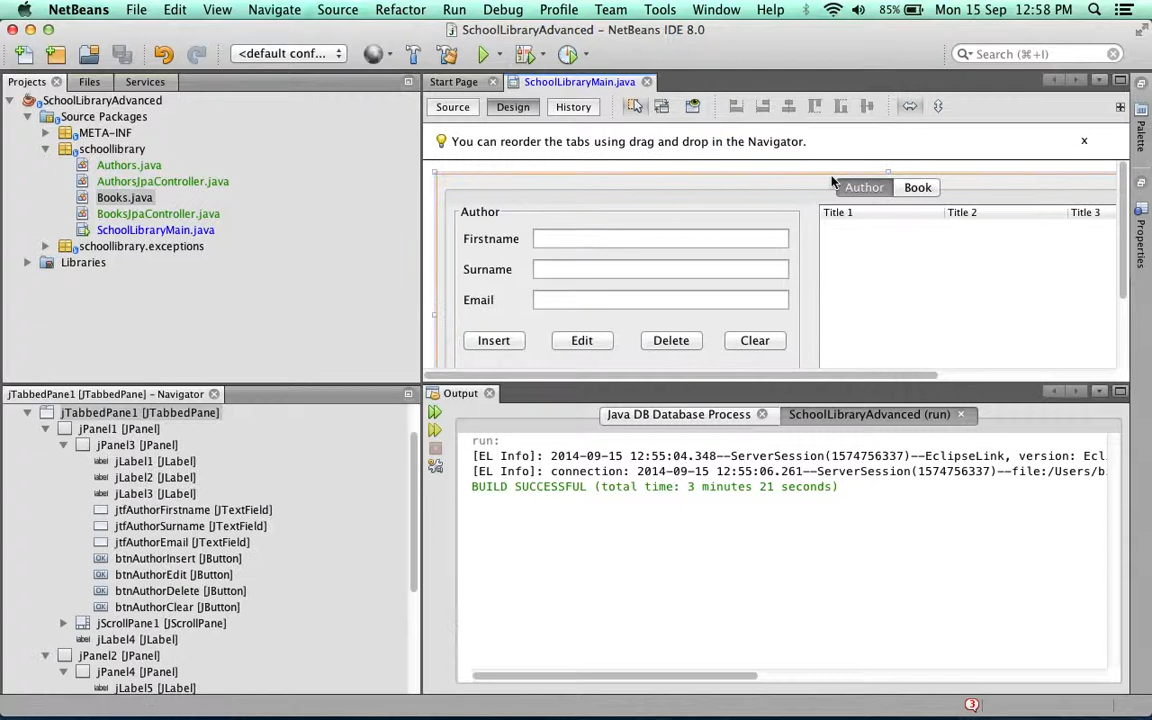 NetBeans File Edit View Navigate Source Refactor Run Debug Profile Team Tools Window Help 85% Mon 15 Sep 12:58 PM
SchoolLibraryAdvanced - NetBeans IDE 8.0
<default conf... Search (⌘+I)
Projects Files Services
Start Page SchoolLibraryMain.java
SchoolLibraryAdvanced
Source Packages
META-INF
schoollibrary
Authors.java
AuthorsJpaController.java
Books.java
BooksJpaController.java
SchoolLibraryMain.java
schoollibrary.exceptions
Libraries
Source Design History
You can reorder the tabs using drag and drop in the Navigator. x
Author Book
Author
Firstname
Surname
Email
Insert Edit Delete Clear
Title 1 Title 2 Title 3
Palette
Properties
jTabbedPane1 [JTabbedPane] - Navigator
jTabbedPane1 [JTabbedPane]
jPanel1 [JPanel]
jPanel3 [JPanel]
jLabel1 [JLabel]
jLabel2 [JLabel]
jLabel3 [JLabel]
jtfAuthorFirstname [JTextField]
jtfAuthorSurname [JTextField]
jtfAuthorEmail [JTextField]
btnAuthorInsert [JButton]
btnAuthorEdit [JButton]
btnAuthorDelete [JButton]
btnAuthorClear [JButton]
jScrollPane1 [JScrollPane]
jLabel4 [JLabel]
jPanel2 [JPanel]
jPanel4 [JPanel]
jLabel5 [JLabel]
Output
Java DB Database Process SchoolLibraryAdvanced (run)
run:
[EL Info]: 2014-09-15 12:55:04.348--ServerSession(1574756337)--EclipseLink, version: Ecl
[EL Info]: connection: 2014-09-15 12:55:06.261--ServerSession(1574756337)--file:/Users/b
BUILD SUCCESSFUL (total time: 3 minutes 21 seconds)
3